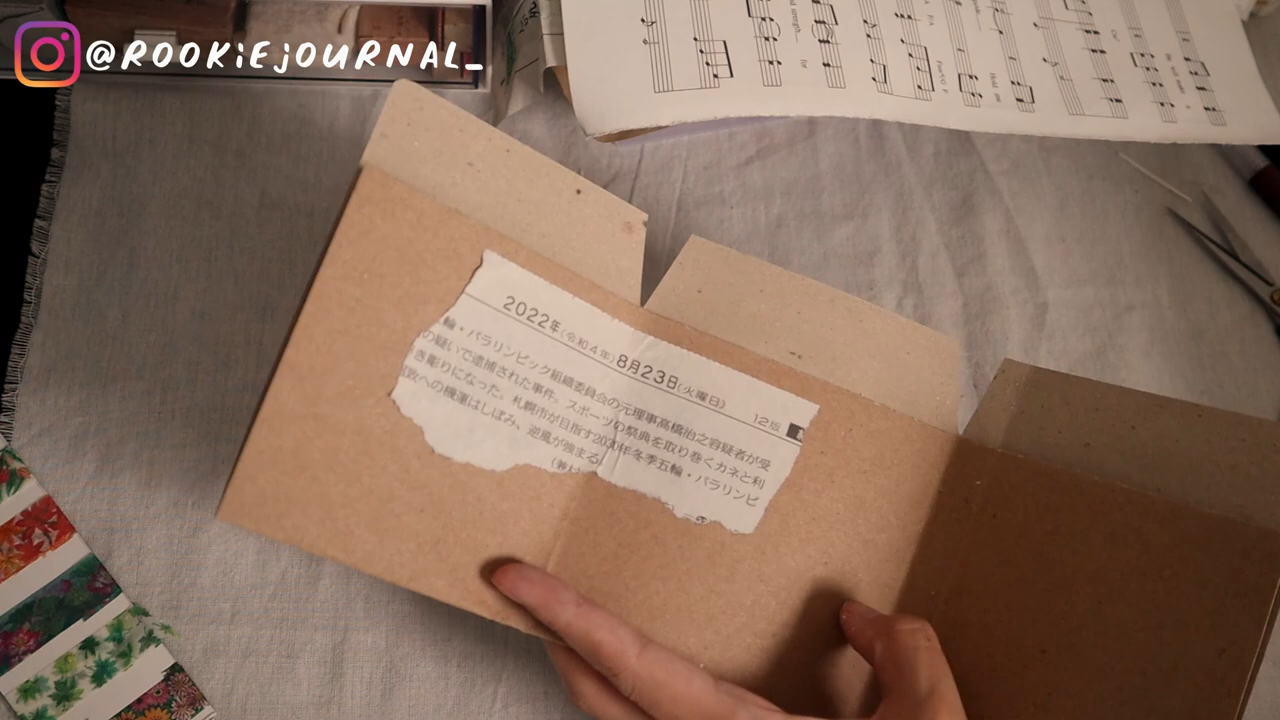 @ROOKIEJOURNAL_
2022年(令和4年)8月23日(火曜日)
12版
輪・パラリンピック組織委員会の元理事高橋治之容疑者が受
の疑いで逮捕された事件。スポーツの祭典を取り巻くカネと利
き彫りになった。札幌市が目指す2030年冬季五輪・パラリンピ
致への機運はしぼみ、逆風が強まる。
strength,
for